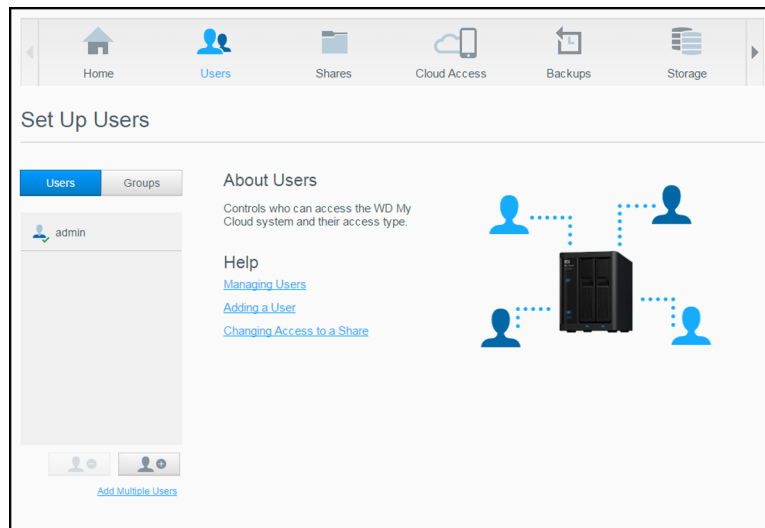 Home
Users
Shares
Cloud Access
Backups
Storage
Set Up Users
Users
Groups
admin
About Users
Controls who can access the WD My
Cloud system and their access type.
Help
Managing Users
Adding a User
Changing Access to a Share
Add Multiple Users